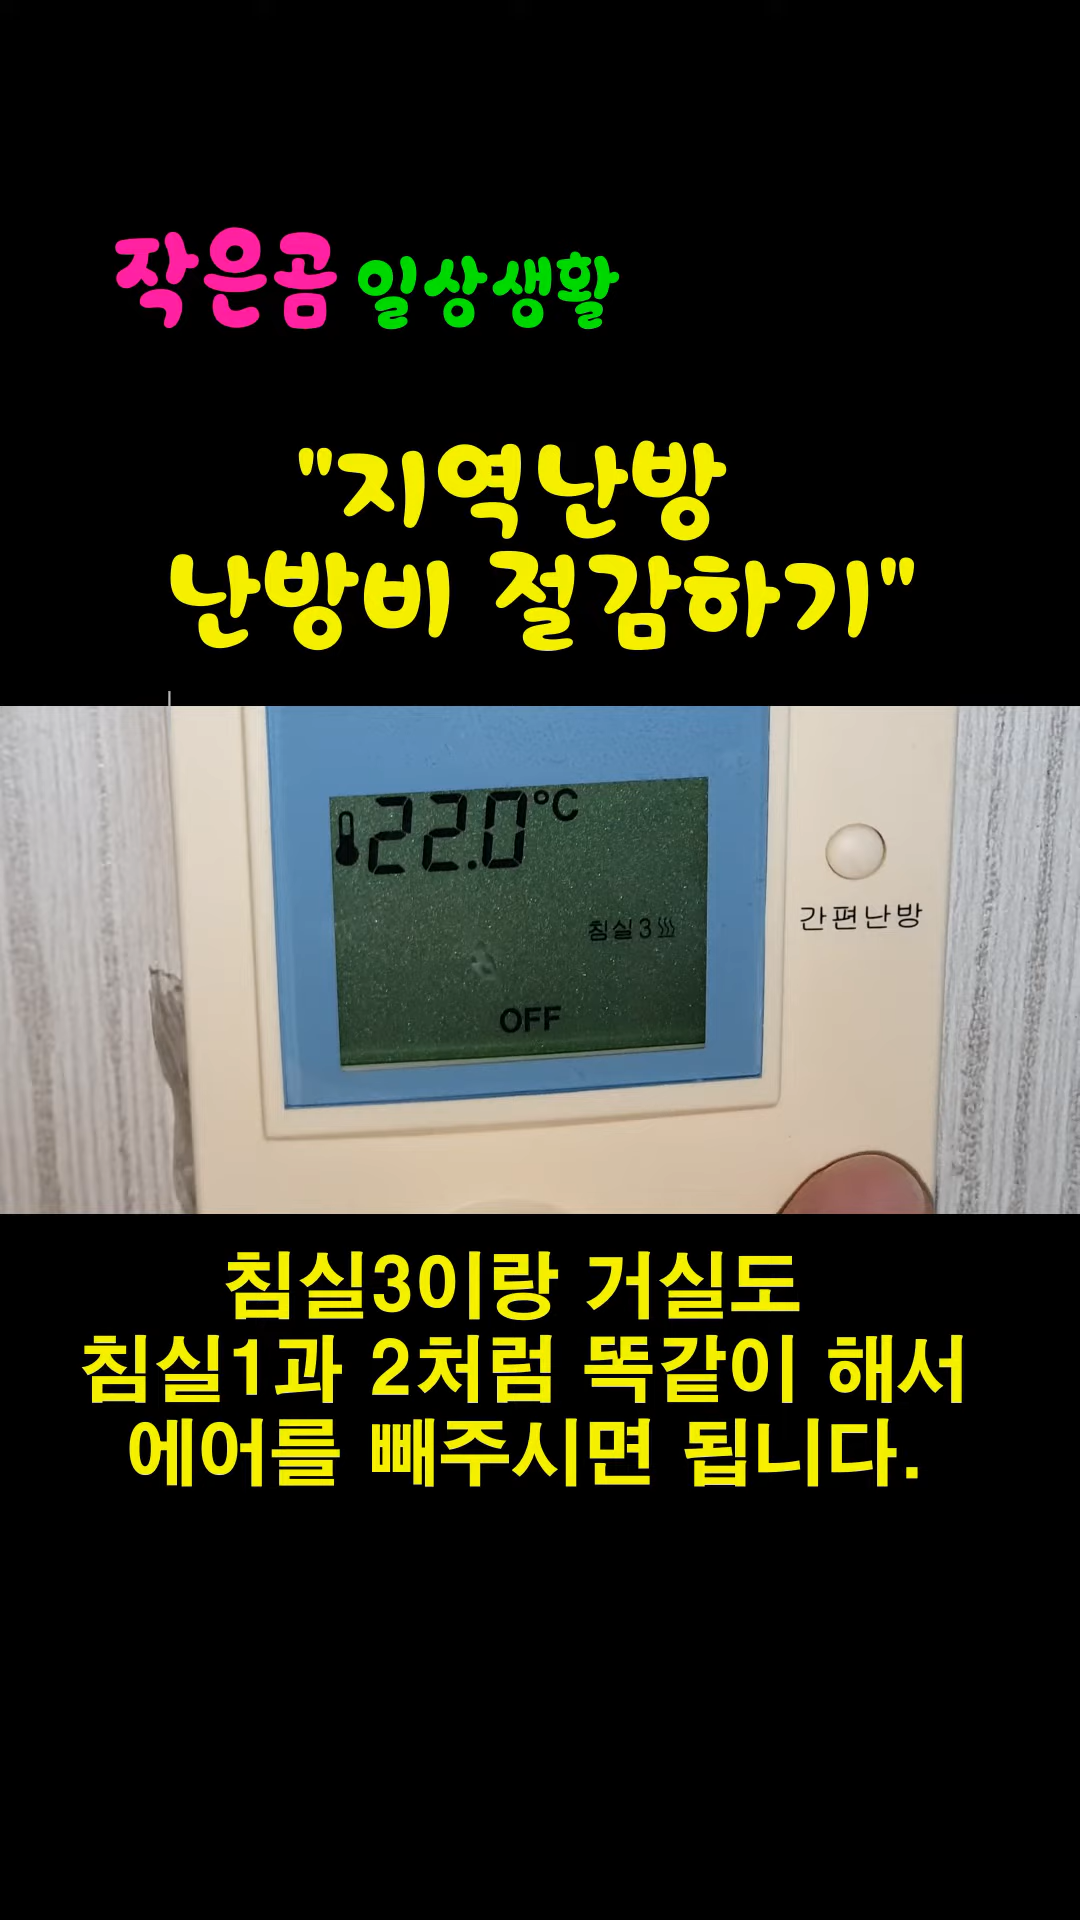 작은곰 일상생활
"지역난방
난방비 절감하기"
22.0°C
간편난방
침실3
OFF
침실3이랑 거실도
침실1과 2처럼 똑같이 해서
에어를 빼주시면 됩니다.